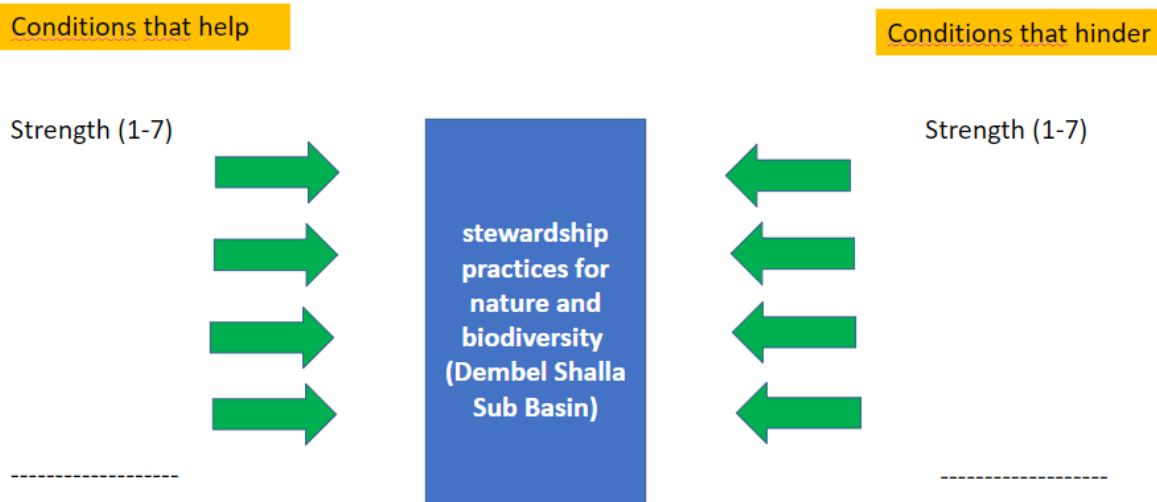 Conditions that help
Conditions that hinder
Strength (1-7)
Strength (1-7)
stewardship
practices for
nature and
biodiversity
(Dembel Shalla
Sub Basin)
-------------------
-------------------